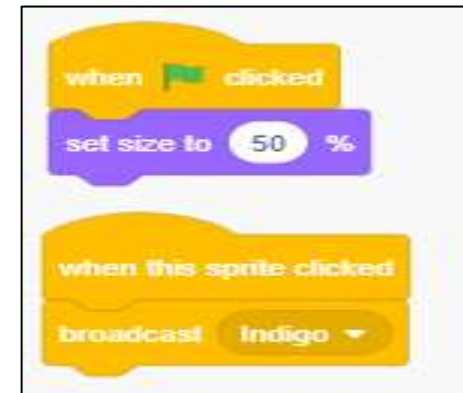 when clicked
set size to 50 %
when this sprite clicked
broadcast Indigo